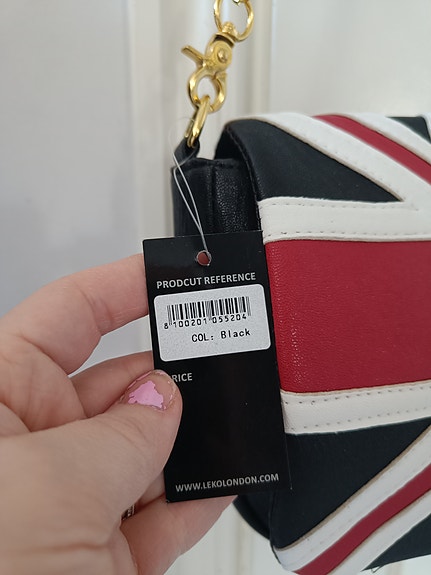 PRODCUT REFERENCE
8100201055204
COL: Black
RICE
WWW.LEKOLONDON.COM